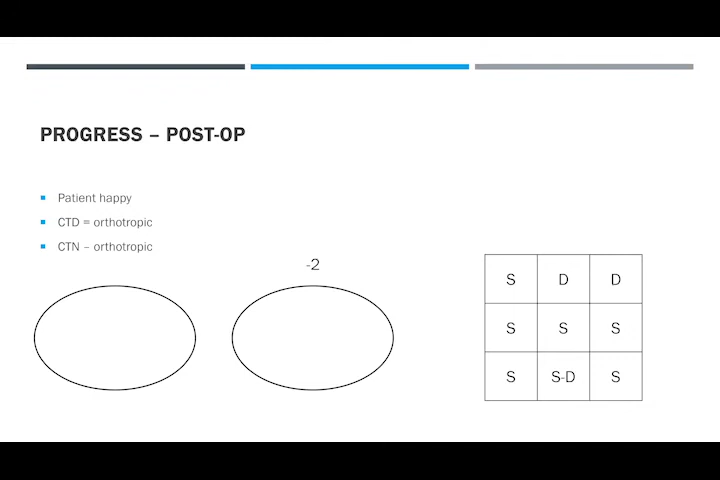 PROGRESS – POST-OP
Patient happy
CTD = orthotropic
CTN – orthotropic
-2
S D D
S S S
S S-D S